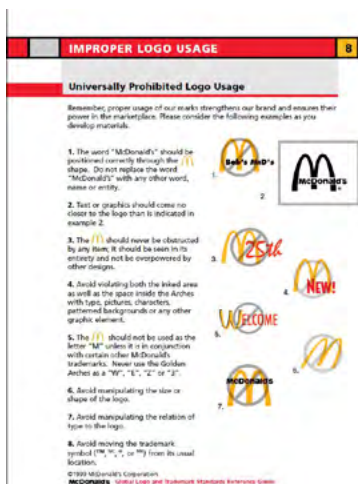 IMPROPER LOGO USAGE 8
Universally Prohibited Logo Usage
Remember, proper usage of our marks strengthens our brand and ensures their
power in the marketplace. Please consider the following examples as you
develop materials.
1. The word "McDonald's" should be
positioned correctly through the
shape. Do not replace the word
"McDonald's" with any other word,
name or entity.
2. Text or graphics should come no
closer to the logo than is indicated in
example 2.
3. The should never be obstructed
by any item; it should be seen in its
entirety and not be overpowered by
other designs.
4. Avoid violating both the inked area
as well as the space inside the Arches
with type, pictures, characters,
patterned backgrounds or any other
graphic element.
5. The should not be used as the
letter "M" unless it is in conjunction
with certain other McDonald's
trademarks. Never use the Golden
Arches as a "W", "E", "Z" or "3".
6. Avoid manipulating the size or
shape of the logo.
7. Avoid manipulating the relation of
type to the logo.
8. Avoid moving the trademark
location.
Bob's McD's
1.
McDonald's
2.
25th
3.
NEW!
4.
WELCOME
5.
6.
McDonald's
7.
©1999 McDonald's Corporation
McDonald's Global Logo and Trademark Standards Reference Guide